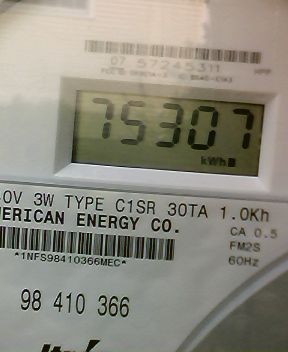 07 57245311
75307
kWh
0V 3W TYPE C1SR 30TA 1.0Kh
ERICAN ENERGY CO.
CA 0.5
FM2S
*1NFS98410366MEC*
60Hz
98 410 366